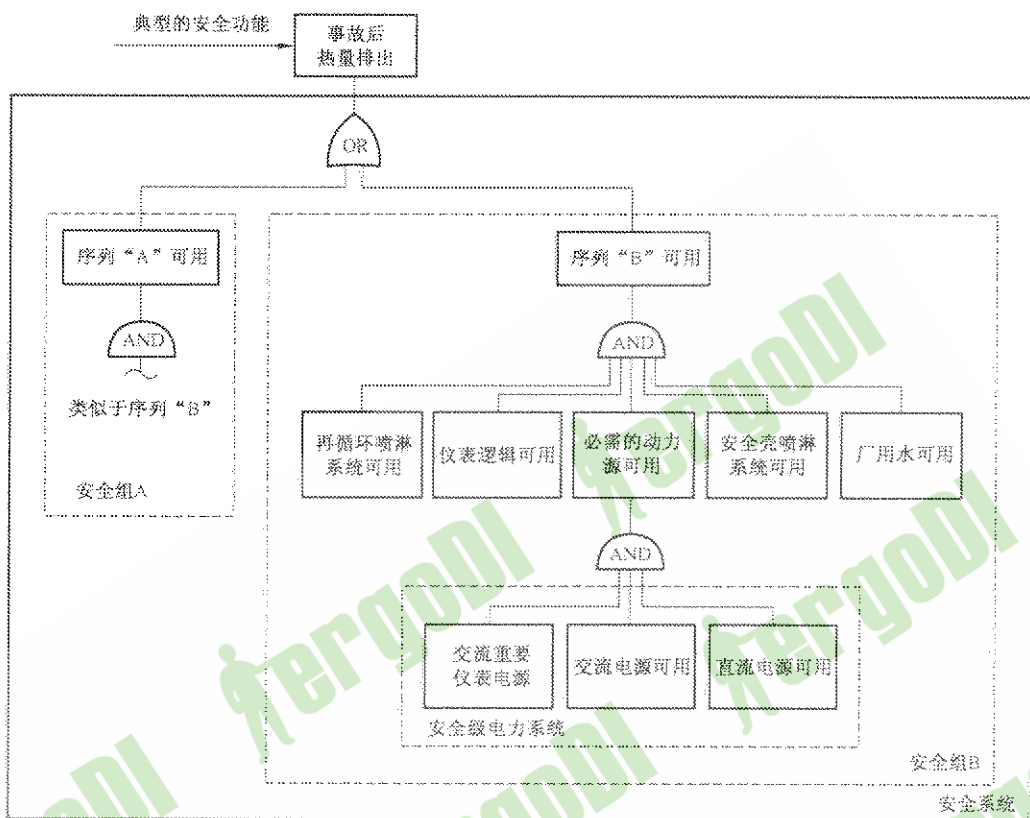 典型的安全功能
事故后
热量排出
OR
序列“A”可用
序列“B”可用
AND
AND
类似于序列“B”
再循环喷淋
系统可用
仪表逻辑可用
必需的动力
源可用
安全壳喷淋
系统可用
厂用水可用
安全组A
AND
交流重要
仪表电源
交流电源可用
直流电源可用
安全级电力系统
安全组B
安全系统
ergoDI
ergoDI
ergoDI
ergoDI
ergoDI